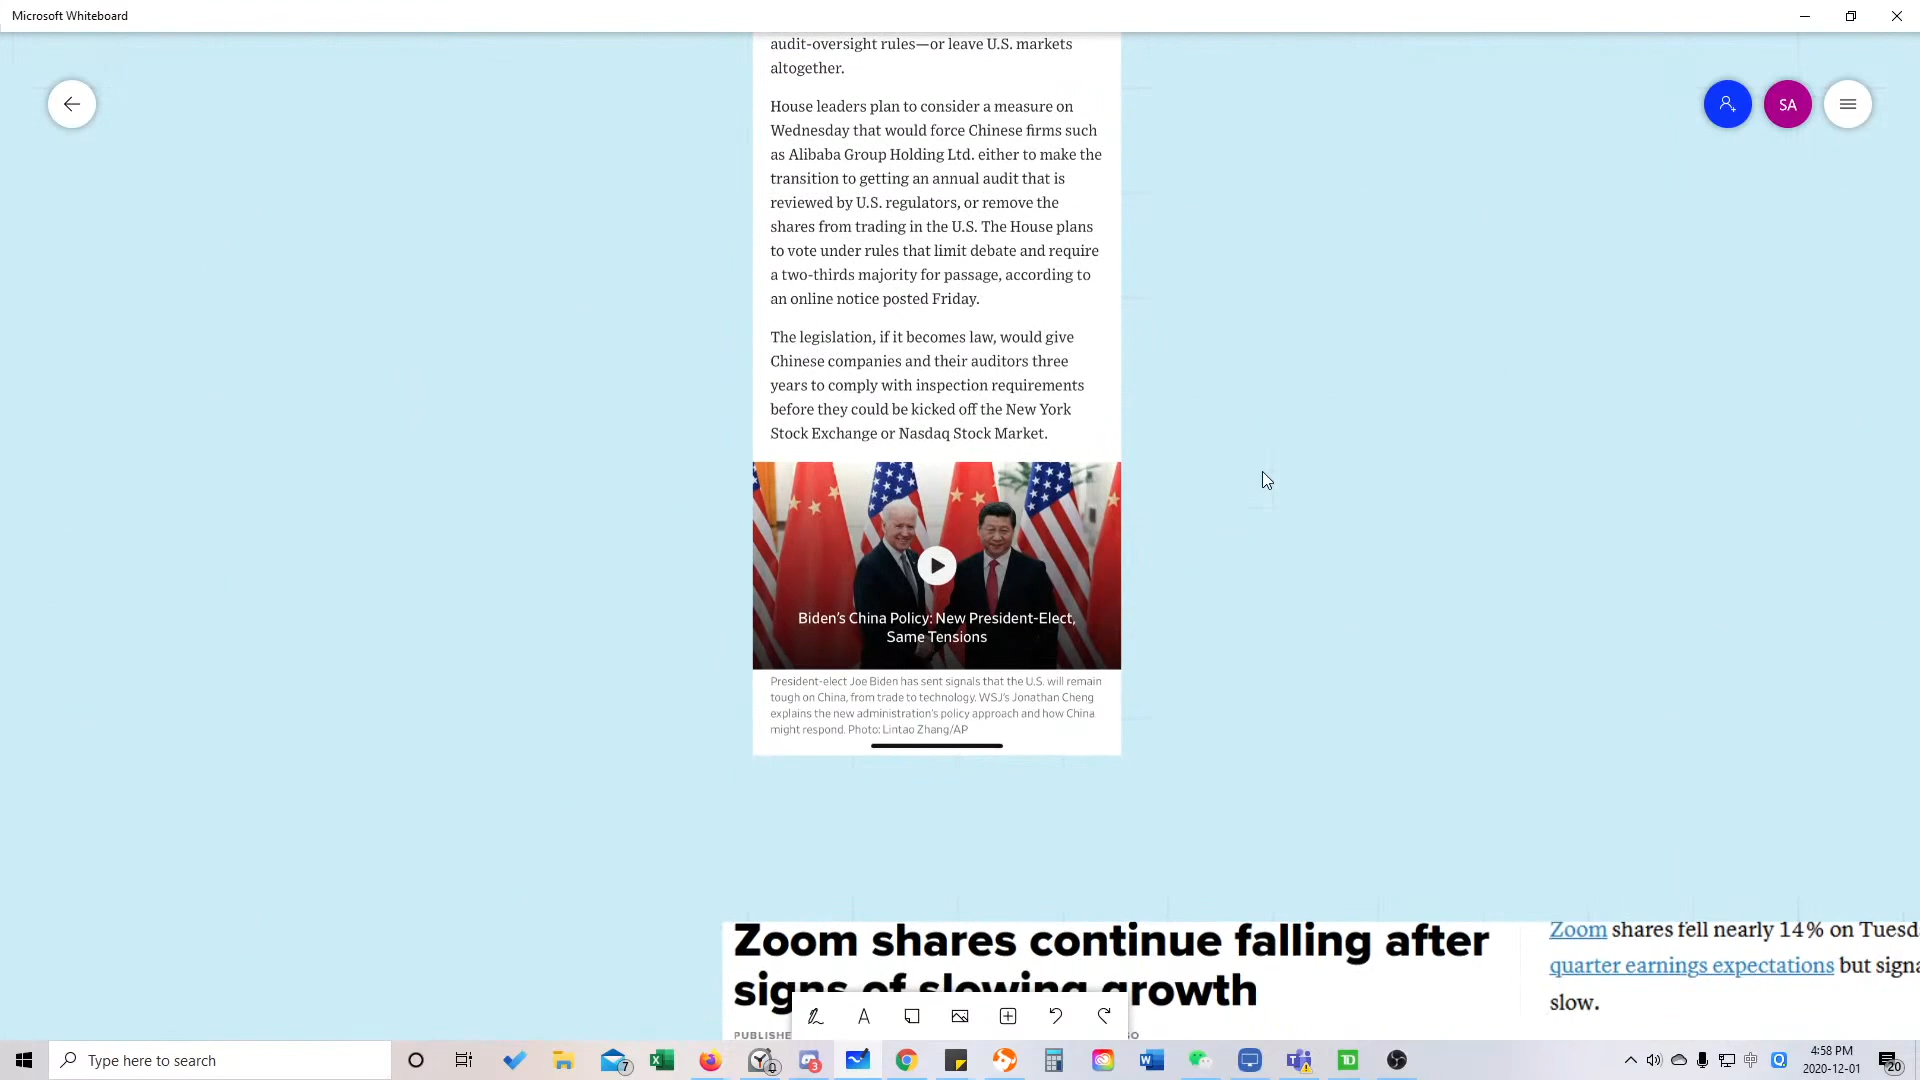 Microsoft Whiteboard
audit-oversight rules—or leave U.S. markets
altogether.
SA
House leaders plan to consider a measure on
Wednesday that would force Chinese firms such
as Alibaba Group Holding Ltd. either to make the
transition to getting an annual audit that is
reviewed by U.S. regulators, or remove the
shares from trading in the U.S. The House plans
to vote under rules that limit debate and require
a two-thirds majority for passage, according to
an online notice posted Friday.
The legislation, if it becomes law, would give
Chinese companies and their auditors three
years to comply with inspection requirements
before they could be kicked off the New York
Stock Exchange or Nasdaq Stock Market.
Biden's China Policy: New President-Elect,
Same Tensions
President-elect Joe Biden has sent signals that the U.S. will remain
tough on China, from trade to technology. WSJ's Jonathan Cheng
explains the new administration's policy approach and how China
might respond. Photo: Lintao Zhang/AP
Zoom shares continue falling after
signs of slowing growth
Zoom shares fell nearly 14% on Tuesd
quarter earnings expectations but signa
slow.
PUBLISHE
GO
Type here to search
7
3
TD
4:58 PM
2020-12-01
20